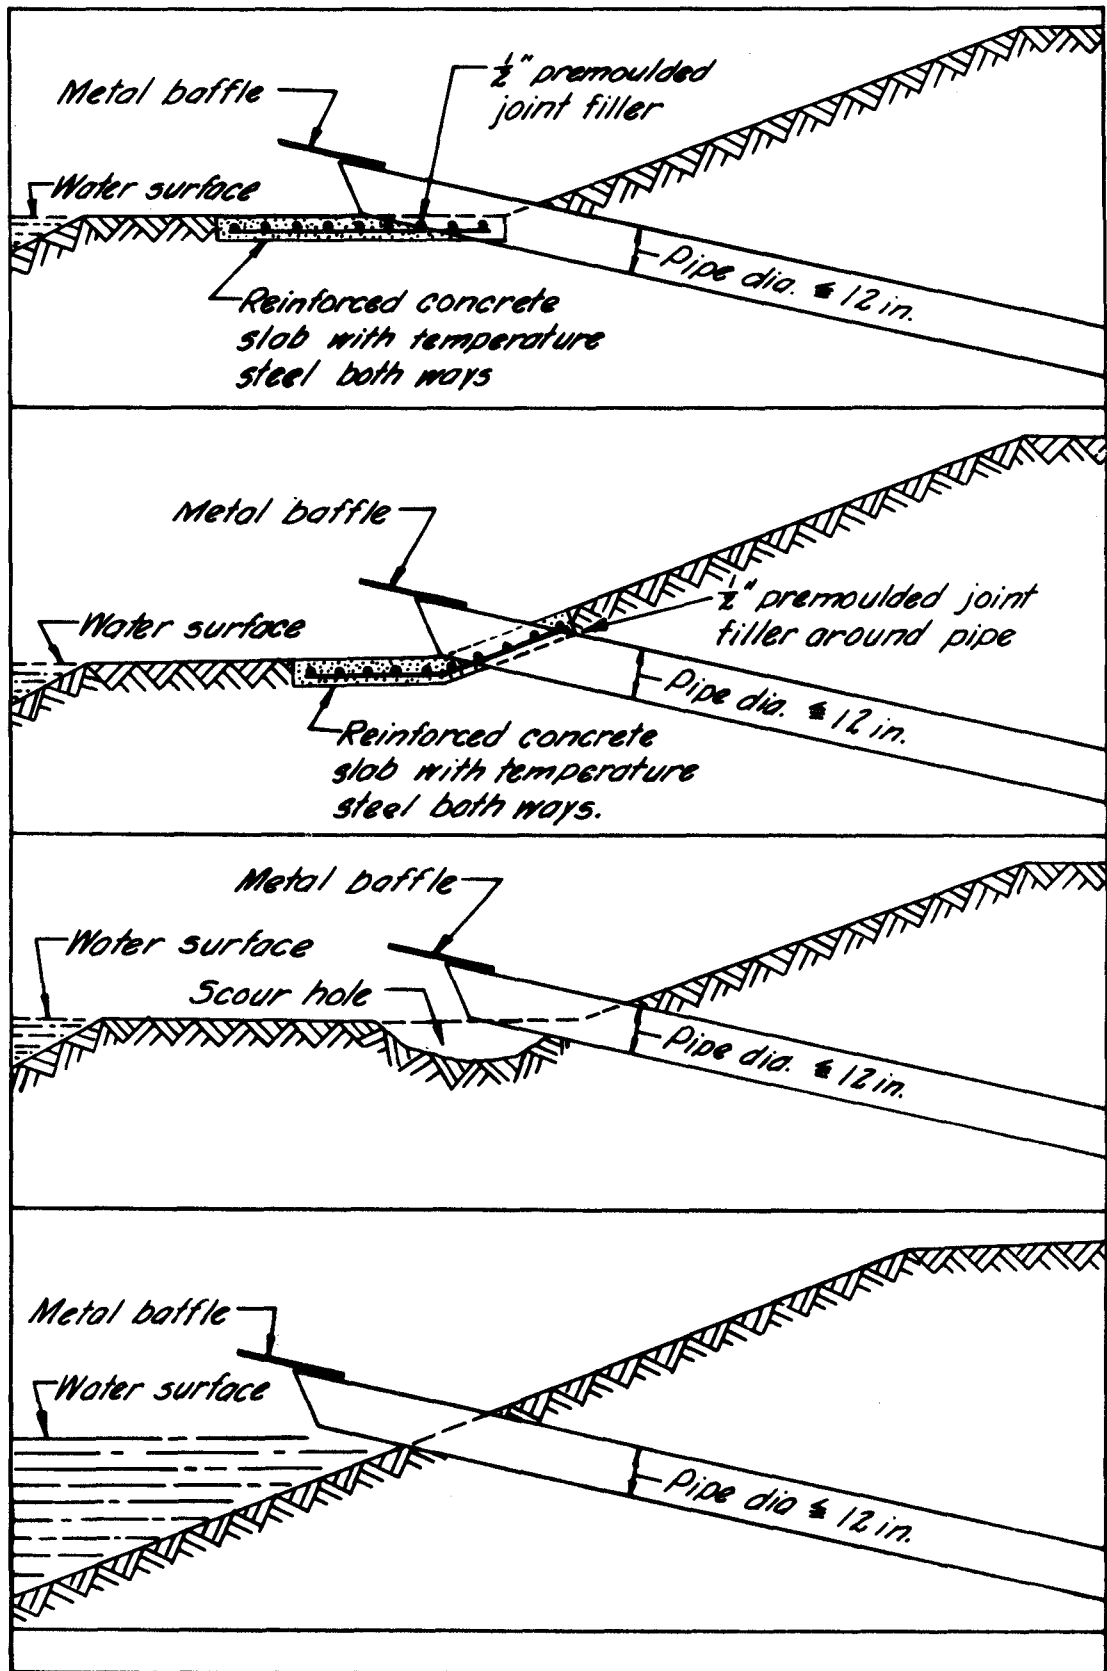 Metal baffle
½" premoulded
joint filler
Water surface
Pipe dia. ≦ 12 in.
Reinforced concrete
slab with temperature
steel both ways
Metal baffle
½" premoulded joint
filler around pipe
Water surface
Pipe dia. ≦ 12 in.
Reinforced concrete
slab with temperature
steel both ways.
Metal baffle
Water surface
Scour hole
Pipe dia. ≦ 12 in.
Metal baffle
Water surface
Pipe dia ≦ 12 in.